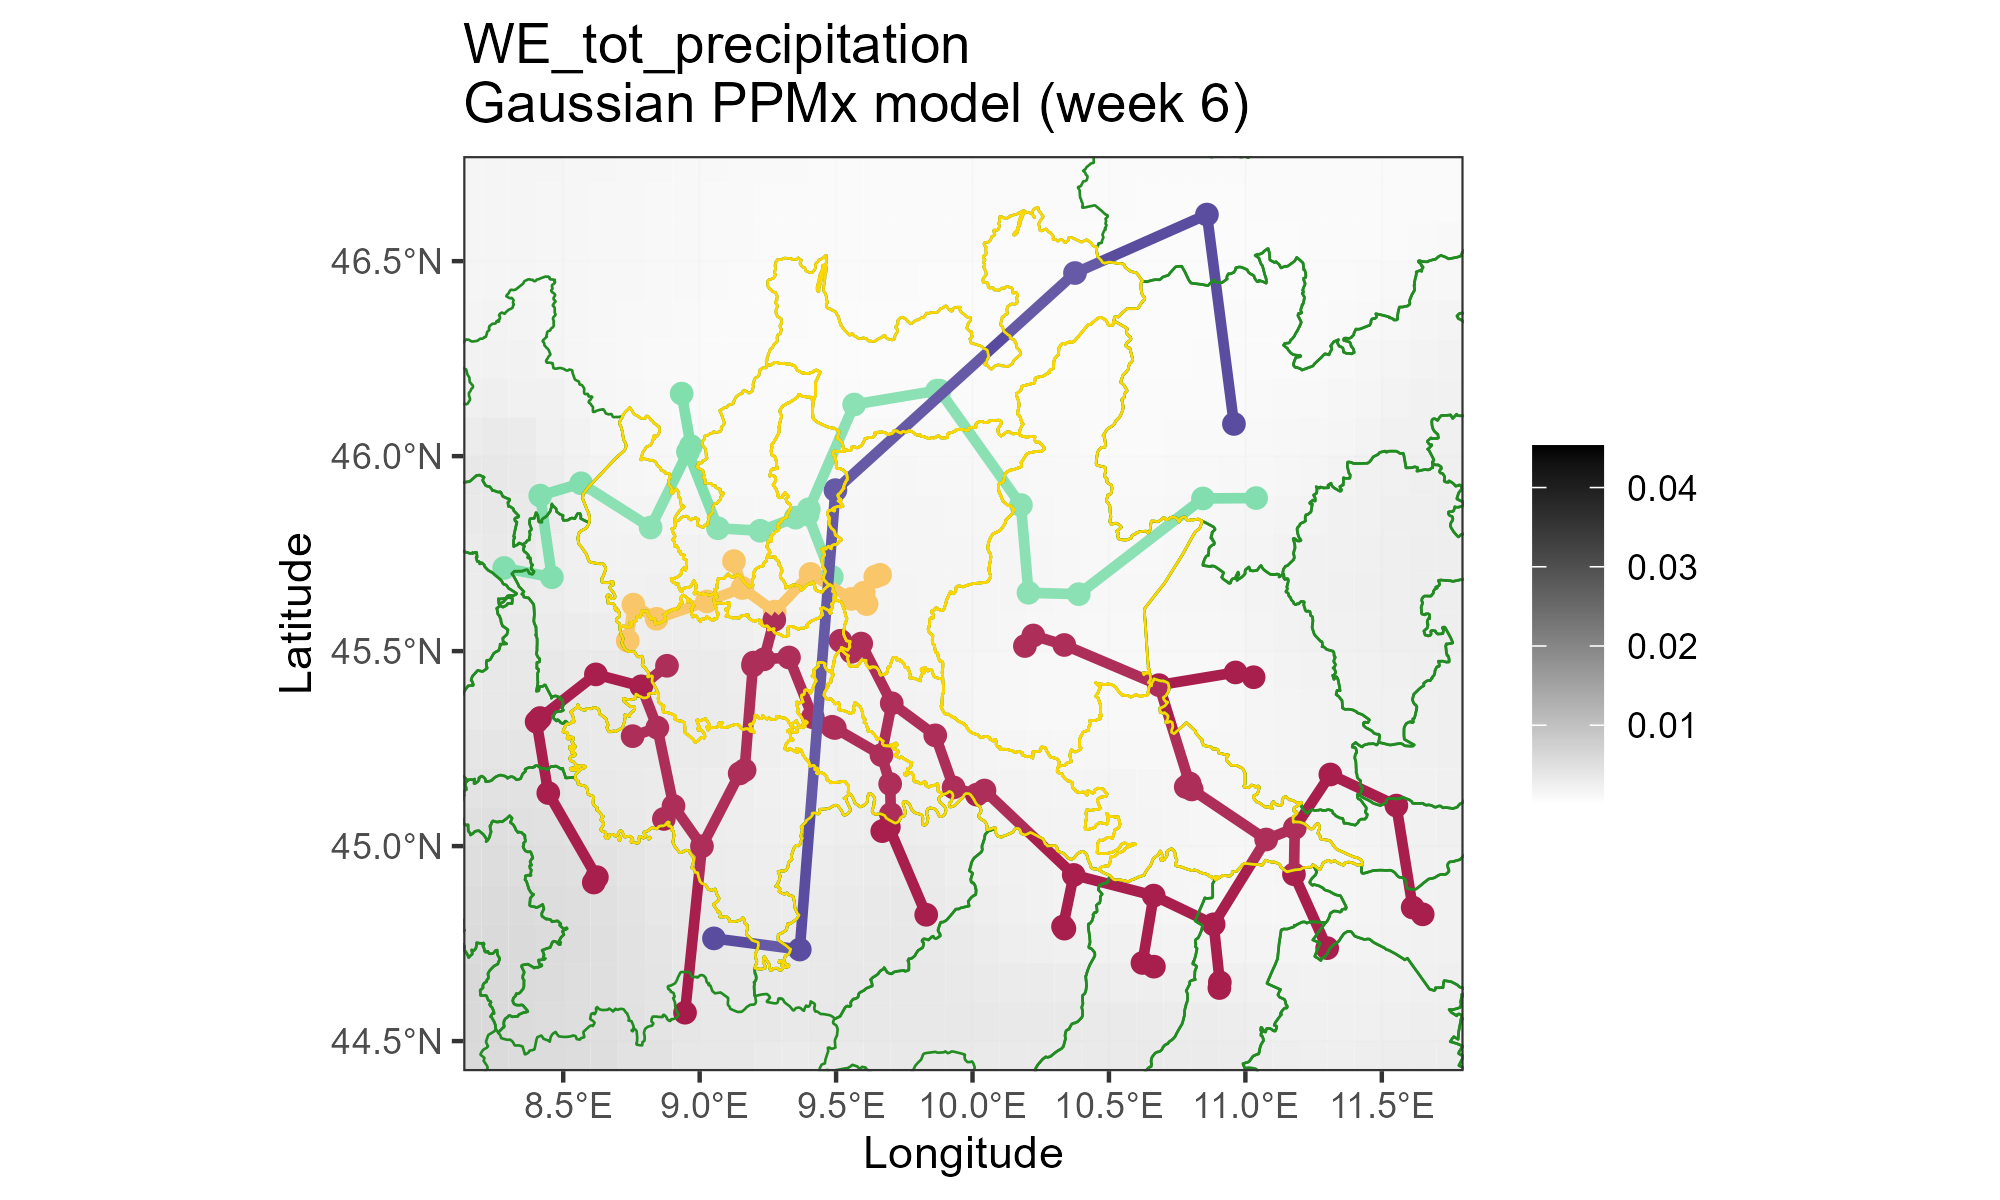 WE_tot_precipitation
Gaussian PPMx model (week 6)
46.5°N
46.0°N
45.5°N
45.0°N
44.5°N
Latitude
8.5°E 9.0°E 9.5°E 10.0°E 10.5°E 11.0°E 11.5°E
Longitude
0.04
0.03
0.02
0.01